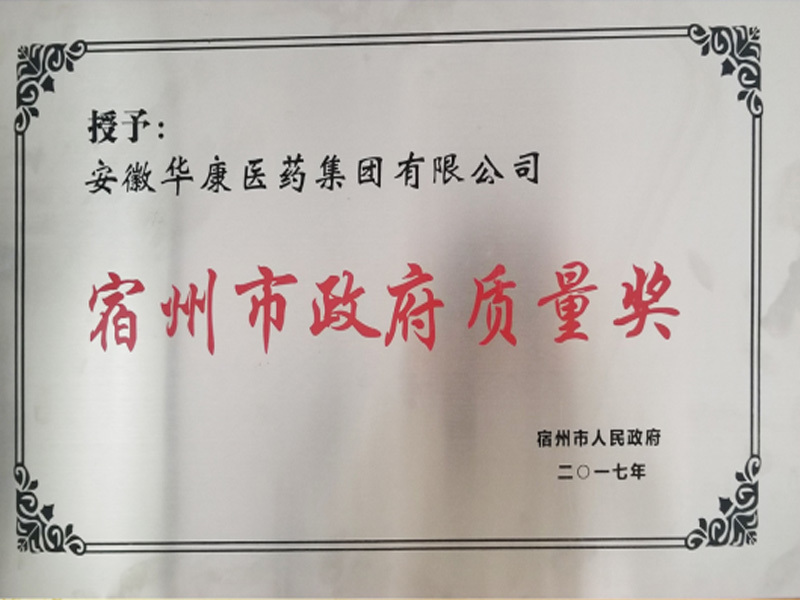 授予：
安徽华康医药集团有限公司
宿州市政府质量奖
宿州市人民政府
二〇一七年